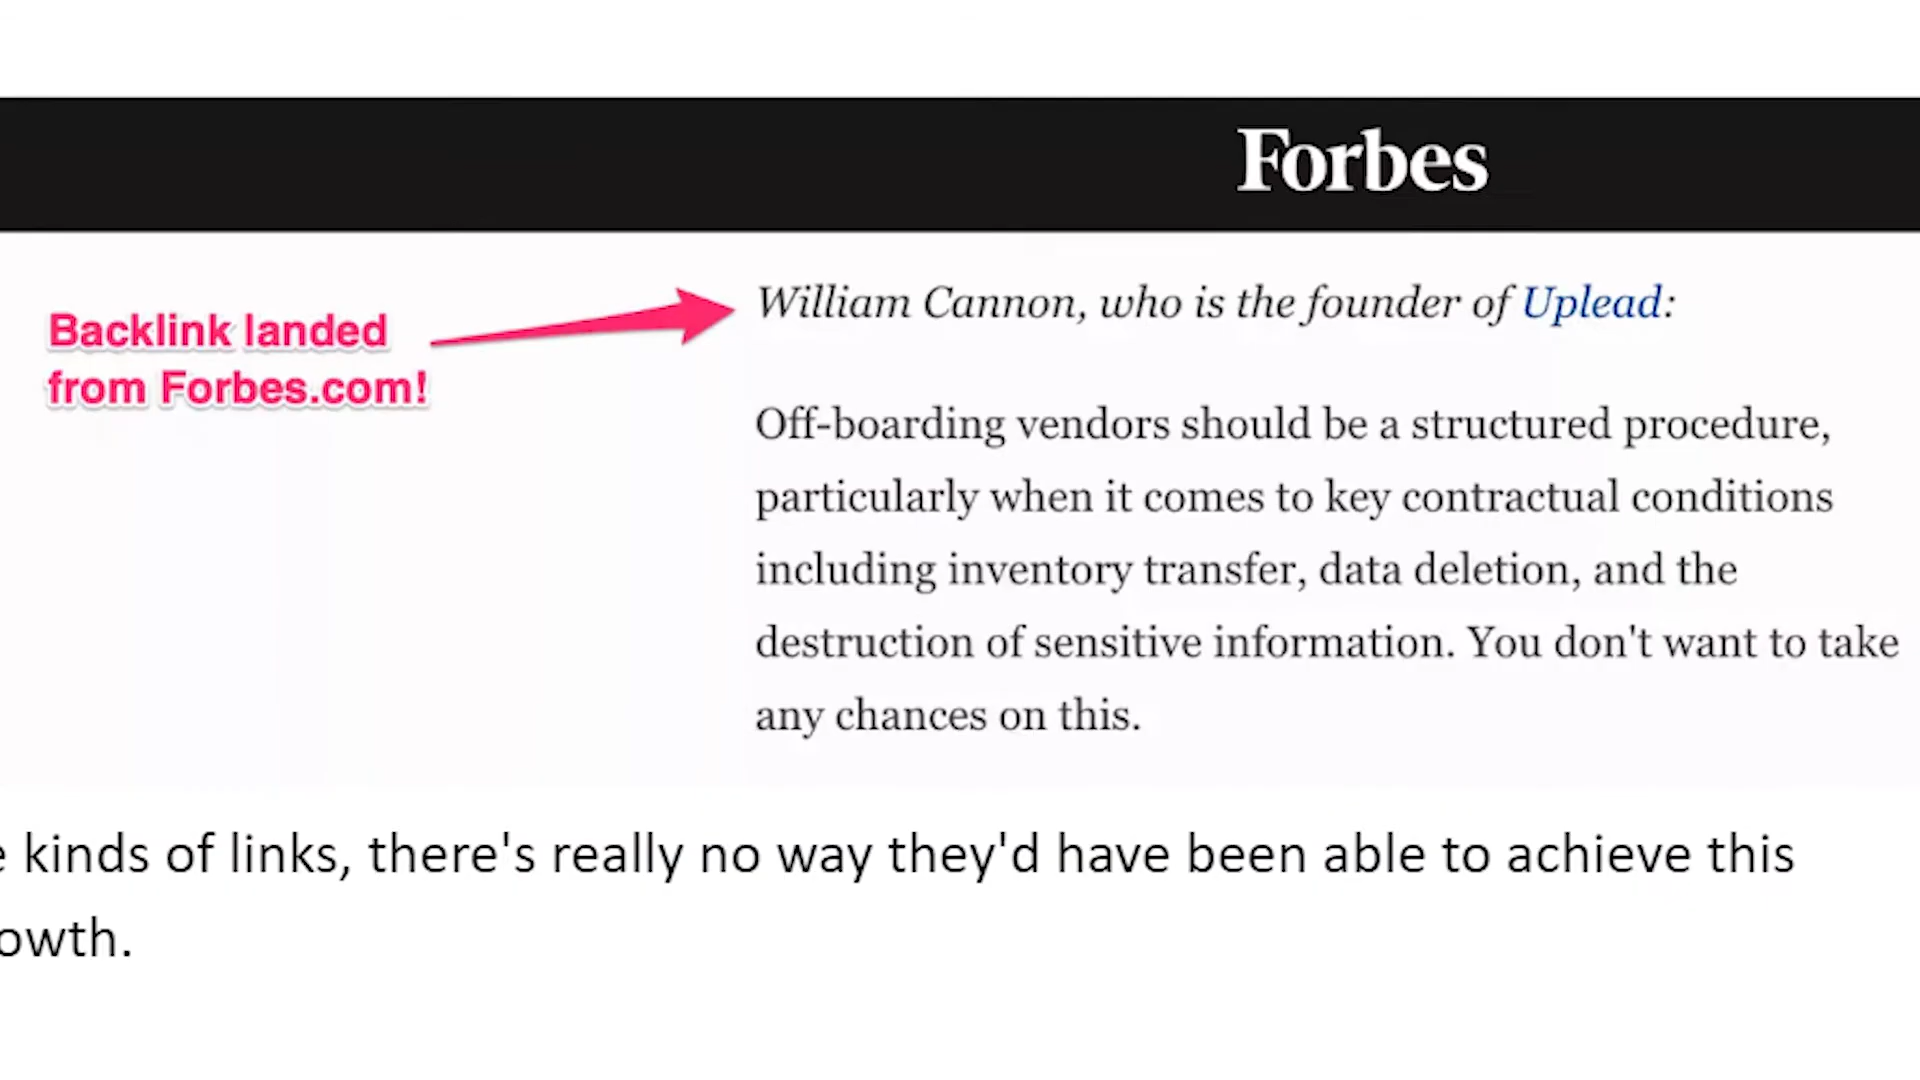 Forbes
Backlink landed
from Forbes.com!
William Cannon, who is the founder of Uplead:
Off-boarding vendors should be a structured procedure,
particularly when it comes to key contractual conditions
including inventory transfer, data deletion, and the
destruction of sensitive information. You don't want to take
any chances on this.
kinds of links, there's really no way they'd have been able to achieve this
owth.